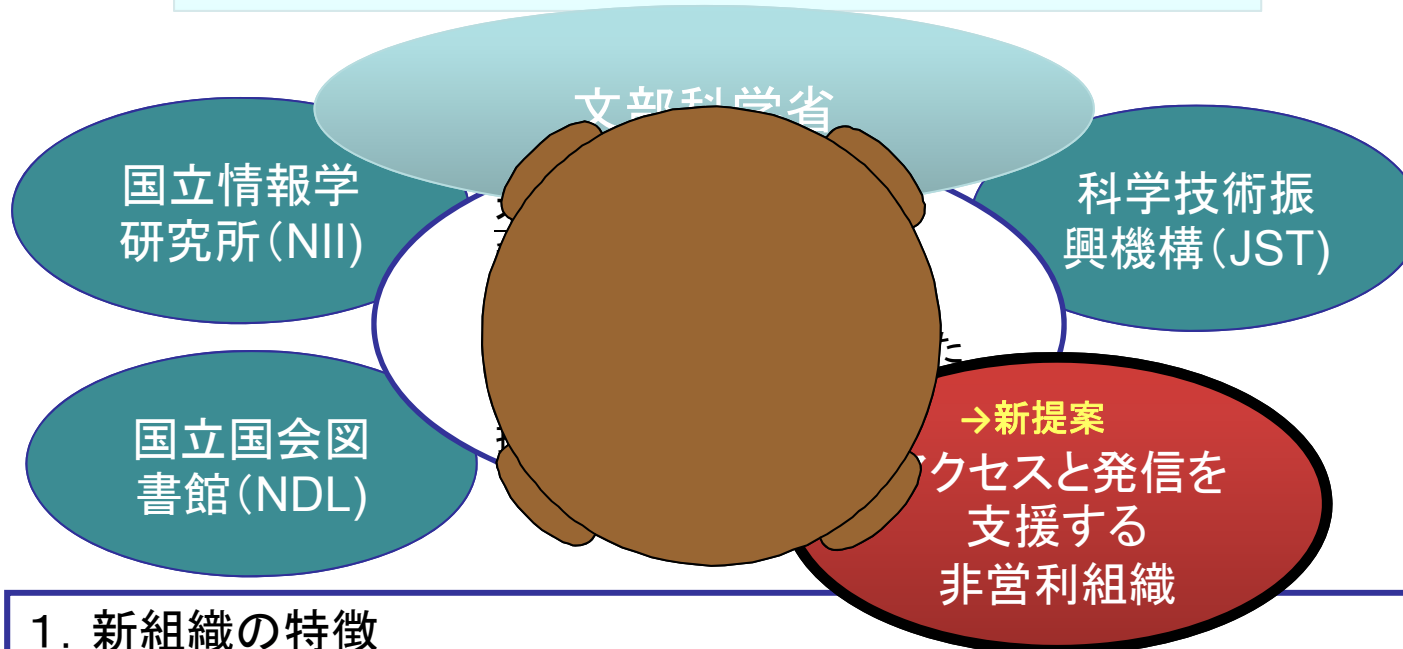 文部科学省
国立情報学
研究所（NII)
科学技術振
興機構（JST)
た
国立国会図
書館（NDL)
→新提案
クセスと発信を
支援する
非営利組織
１．新組織の特徴